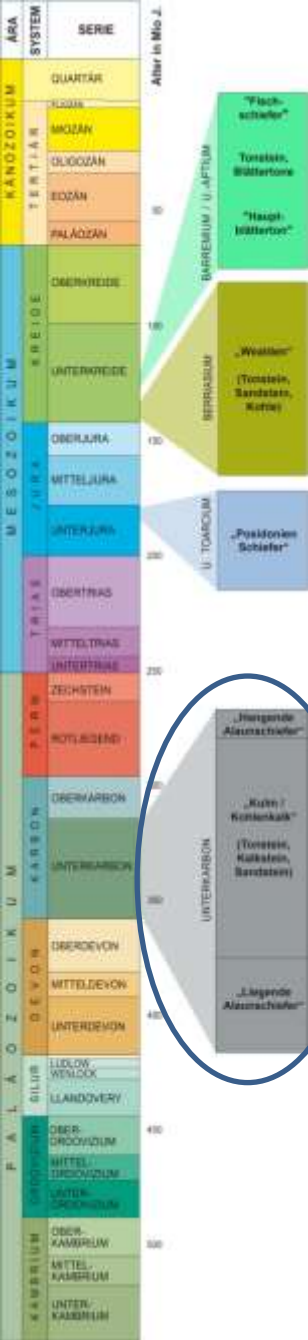 ÄRA
SYSTEM
SERIE
Alter in Mio J.
KÄNOZOIKUM
TERTIÄR
QUARTÄR
MIOZÄN
OLIGOZÄN
EOZÄN
PALÄOZÄN
50
MESOZOIKUM
KREIDE
OBERKREIDE
100
UNTERKREIDE
JURA
OBERJURA
150
MITTELJURA
UNTERJURA
200
TRIAS
OBERTRIAS
MITTELTRIAS
UNTERTRIAS
250
PALÄOZOIKUM
PERM
ZECHSTEIN
ROTLIEGEND
KARBON
OBERKARBON
UNTERKARBON
350
DEVON
OBERDEVON
MITTELDEVON
UNTERDEVON
400
SILUR
LUDLOW
WENLOCK
LLANDOVERY
ORDOVIZIUM
OBER-
ORDOVIZIUM
450
MITTEL-
ORDOVIZIUM
UNTER-
ORDOVIZIUM
KAMBRIUM
OBER-
KAMBRIUM
500
MITTEL-
KAMBRIUM
UNTER-
KAMBRIUM
BARREMIUM / U. APTIUM
"Fisch-
schiefer"
Tonstein,
Blättertone
"Haupt-
blätterton"
BERRIASIUM
„Wealden"
(Tonstein,
Sandstein,
Kohle)
U. TOARCIUM
„Posidonien
Schiefer"
UNTERKARBON
„Hangende
Alaunschiefer"
„Kulm /
Kohlenkalk"
(Tonstein,
Kalkstein,
Sandstein)
„Liegende
Alaunschiefer"